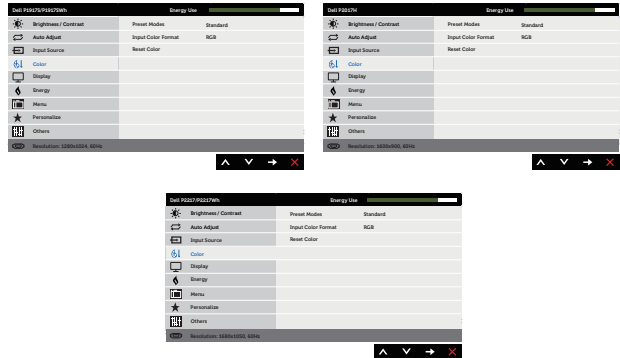 Dell P1917S/P1917SWh Energy Use
Brightness / Contrast Preset Modes Standard
Auto Adjust Input Color Format RGB
Input Source Reset Color
Color
Display
Energy
Menu
Personalize
Others
Resolution: 1280x1024, 60Hz
Dell P2017H Energy Use
Brightness / Contrast Preset Modes Standard
Auto Adjust Input Color Format RGB
Input Source Reset Color
Color
Display
Energy
Menu
Personalize
Others
Resolution: 1600x900, 60Hz
Dell P2217/P2217Wh Energy Use
Brightness / Contrast Preset Modes Standard
Auto Adjust Input Color Format RGB
Input Source Reset Color
Color
Display
Energy
Menu
Personalize
Others
Resolution: 1680x1050, 60Hz